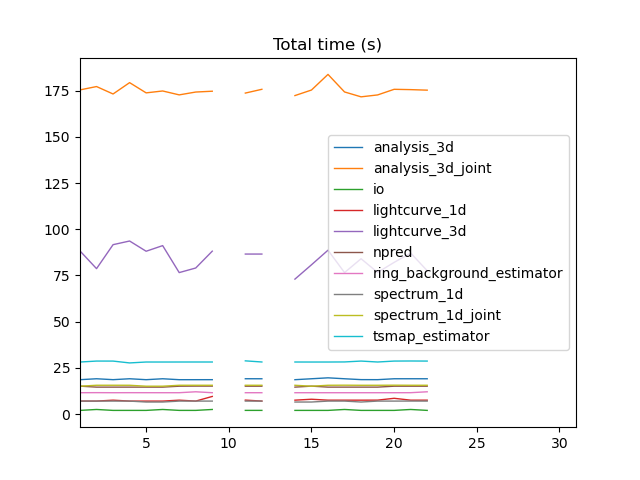 Total time (s)
175
150
125
100
75
50
25
0
5
10
15
20
25
30
analysis_3d
analysis_3d_joint
io
lightcurve_1d
lightcurve_3d
npred
ring_background_estimator
spectrum_1d
spectrum_1d_joint
tsmap_estimator